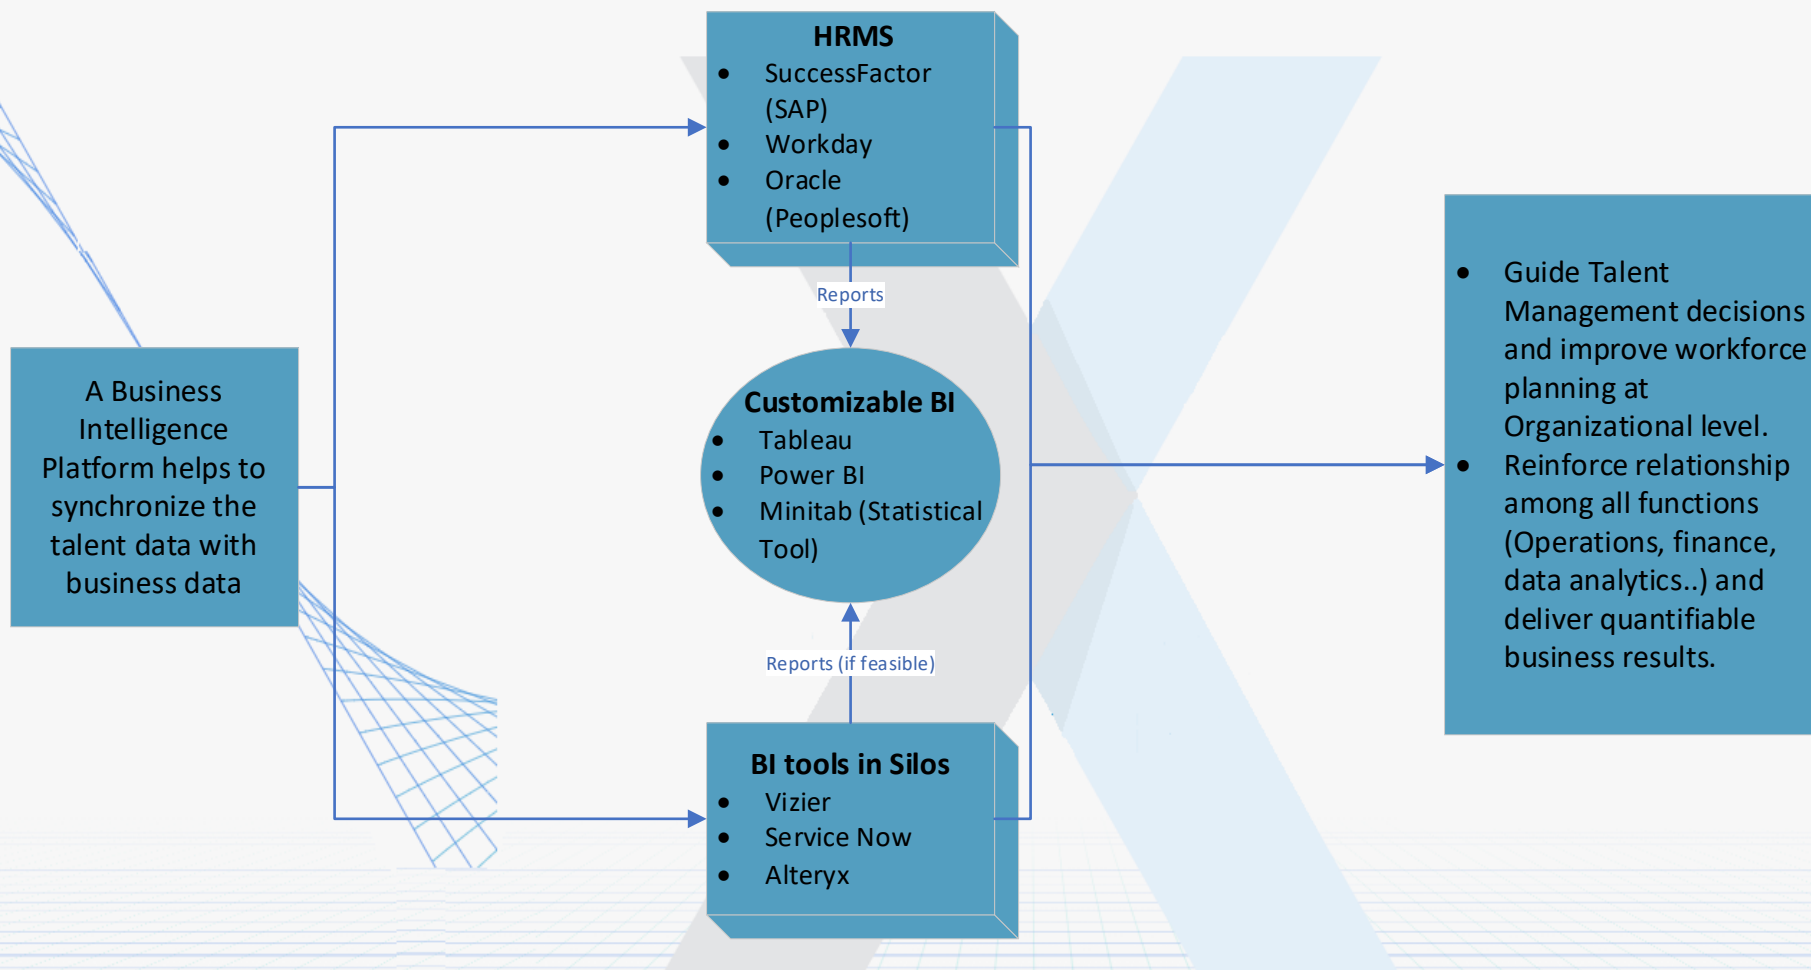 A Business
Intelligence
Platform helps to
synchronize the
talent data with
business data
HRMS
• SuccessFactor
(SAP)
• Workday
• Oracle
(Peoplesoft)
Reports
Customizable BI
• Tableau
• Power BI
• Minitab (Statistical
Tool)
Reports (if feasible)
BI tools in Silos
• Vizier
• Service Now
• Alteryx
• Guide Talent
Management decisions
and improve workforce
planning at
Organizational level.
• Reinforce relationship
among all functions
(Operations, finance,
data analytics..) and
deliver quantifiable
business results.